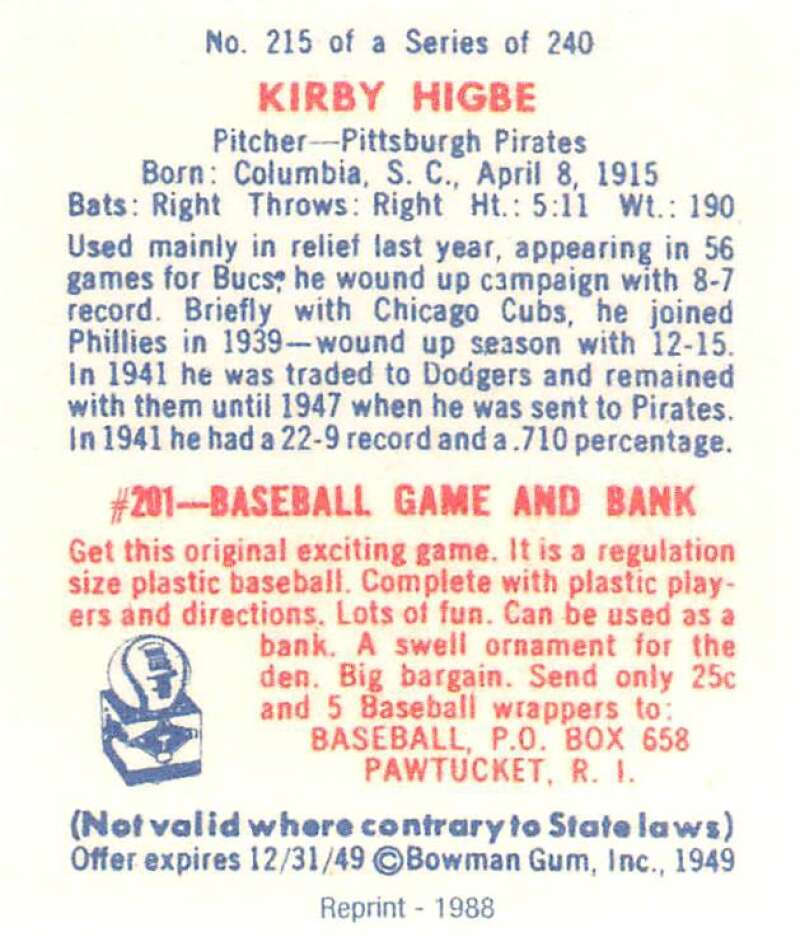 No. 215 of a Series of 240
KIRBY HIGBE
Pitcher—Pittsburgh Pirates
Born: Columbia, S. C., April 8, 1915
Bats: Right Throws: Right Ht.: 5:11 Wt.: 190
Used mainly in relief last year, appearing in 56
games for Bucs; he wound up campaign with 8-7
record. Briefly with Chicago Cubs, he joined
Phillies in 1939—wound up season with 12-15.
In 1941 he was traded to Dodgers and remained
with them until 1947 when he was sent to Pirates.
In 1941 he had a 22-9 record and a .710 percentage.
#201—BASEBALL GAME AND BANK
Get this original exciting game. It is a regulation
size plastic baseball. Complete with plastic play-
ers and directions. Lots of fun. Can be used as a
bank. A swell ornament for the
den. Big bargain. Send only 25c
and 5 Baseball wrappers to:
BASEBALL, P.O. BOX 658
PAWTUCKET, R. I.
(Not valid where contrary to State laws)
Offer expires 12/31/49 ©Bowman Gum, Inc., 1949
Reprint - 1988